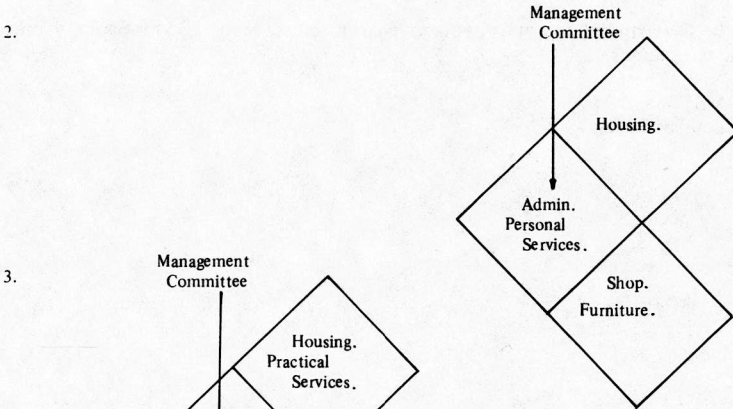 2.
Management
Committee
Housing.
Admin.
Personal
Services.
Shop.
Furniture.
3.
Management
Committee
Housing.
Practical
Services.